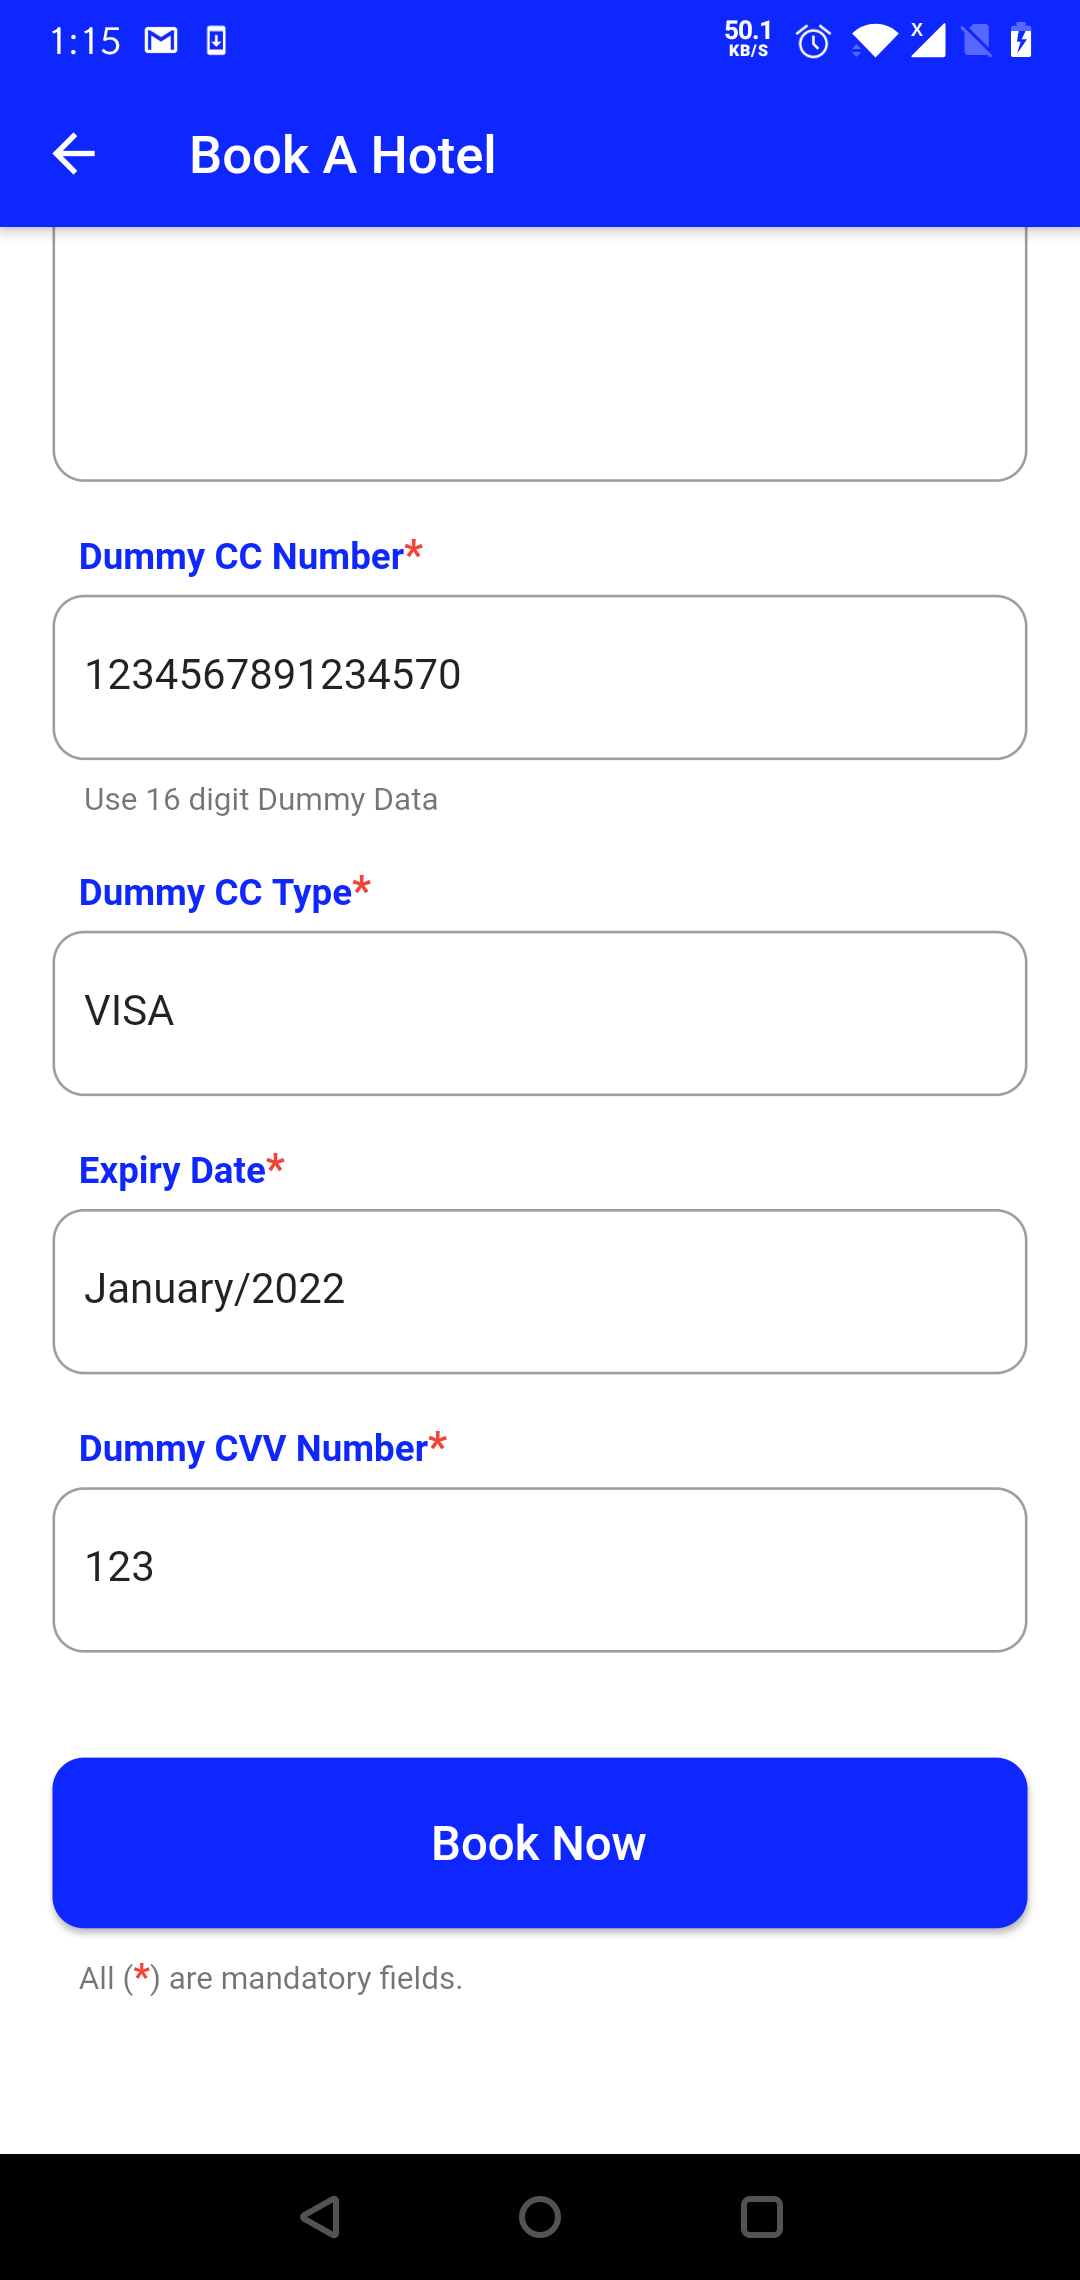 1:15
50.1
KB/S
X
Book A Hotel
Dummy CC Number*
1234567891234570
Use 16 digit Dummy Data
Dummy CC Type*
VISA
Expiry Date*
January/2022
Dummy CVV Number*
123
Book Now
All (*) are mandatory fields.